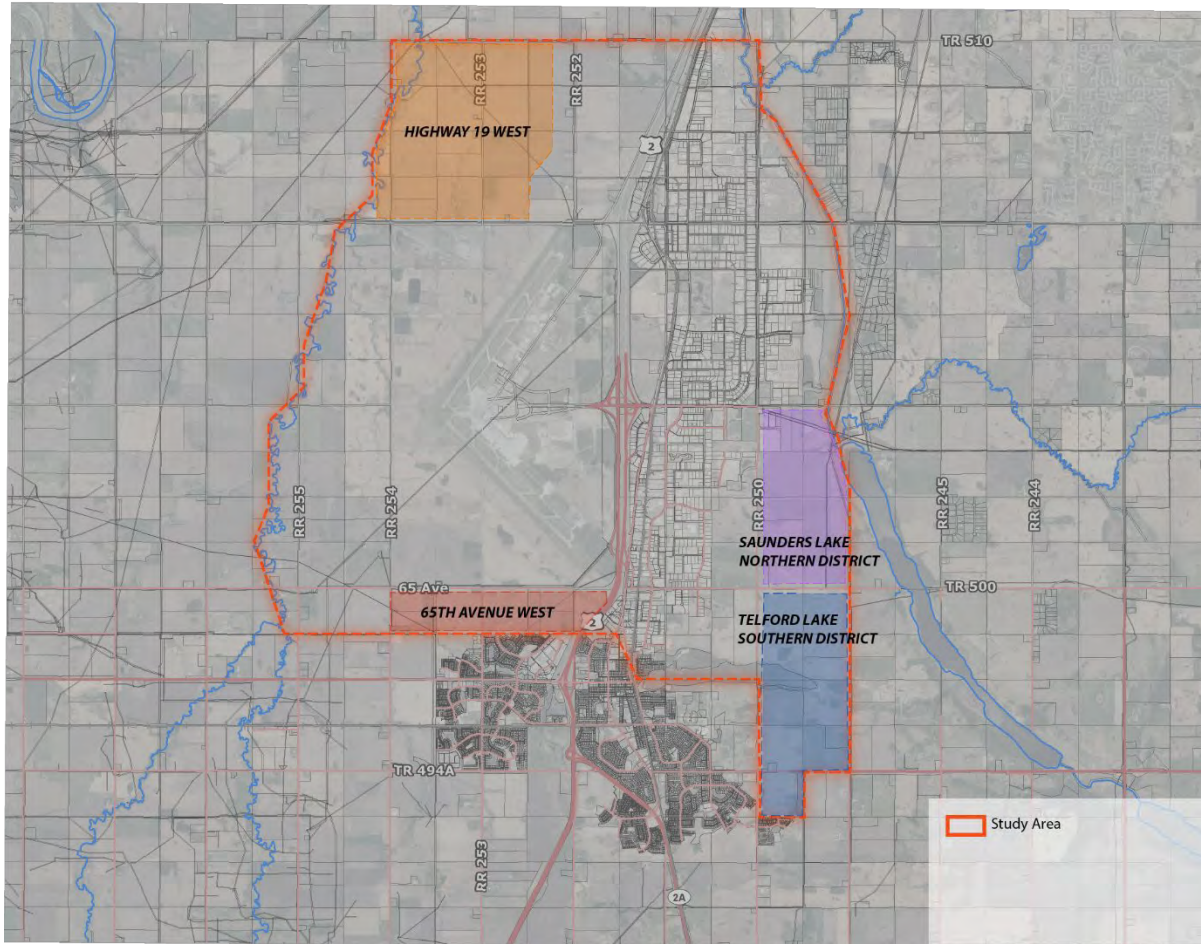 TR 510
RR 253
RR 252
HIGHWAY 19 WEST
2
RR 255
RR 254
RR 250
RR 245
RR 244
SAUNDERS LAKE
NORTHERN DISTRICT
65 Ave
TR 500
65TH AVENUE WEST
2
TELFORD LAKE
SOUTHERN DISTRICT
TR 494A
Study Area
RR 253
2A